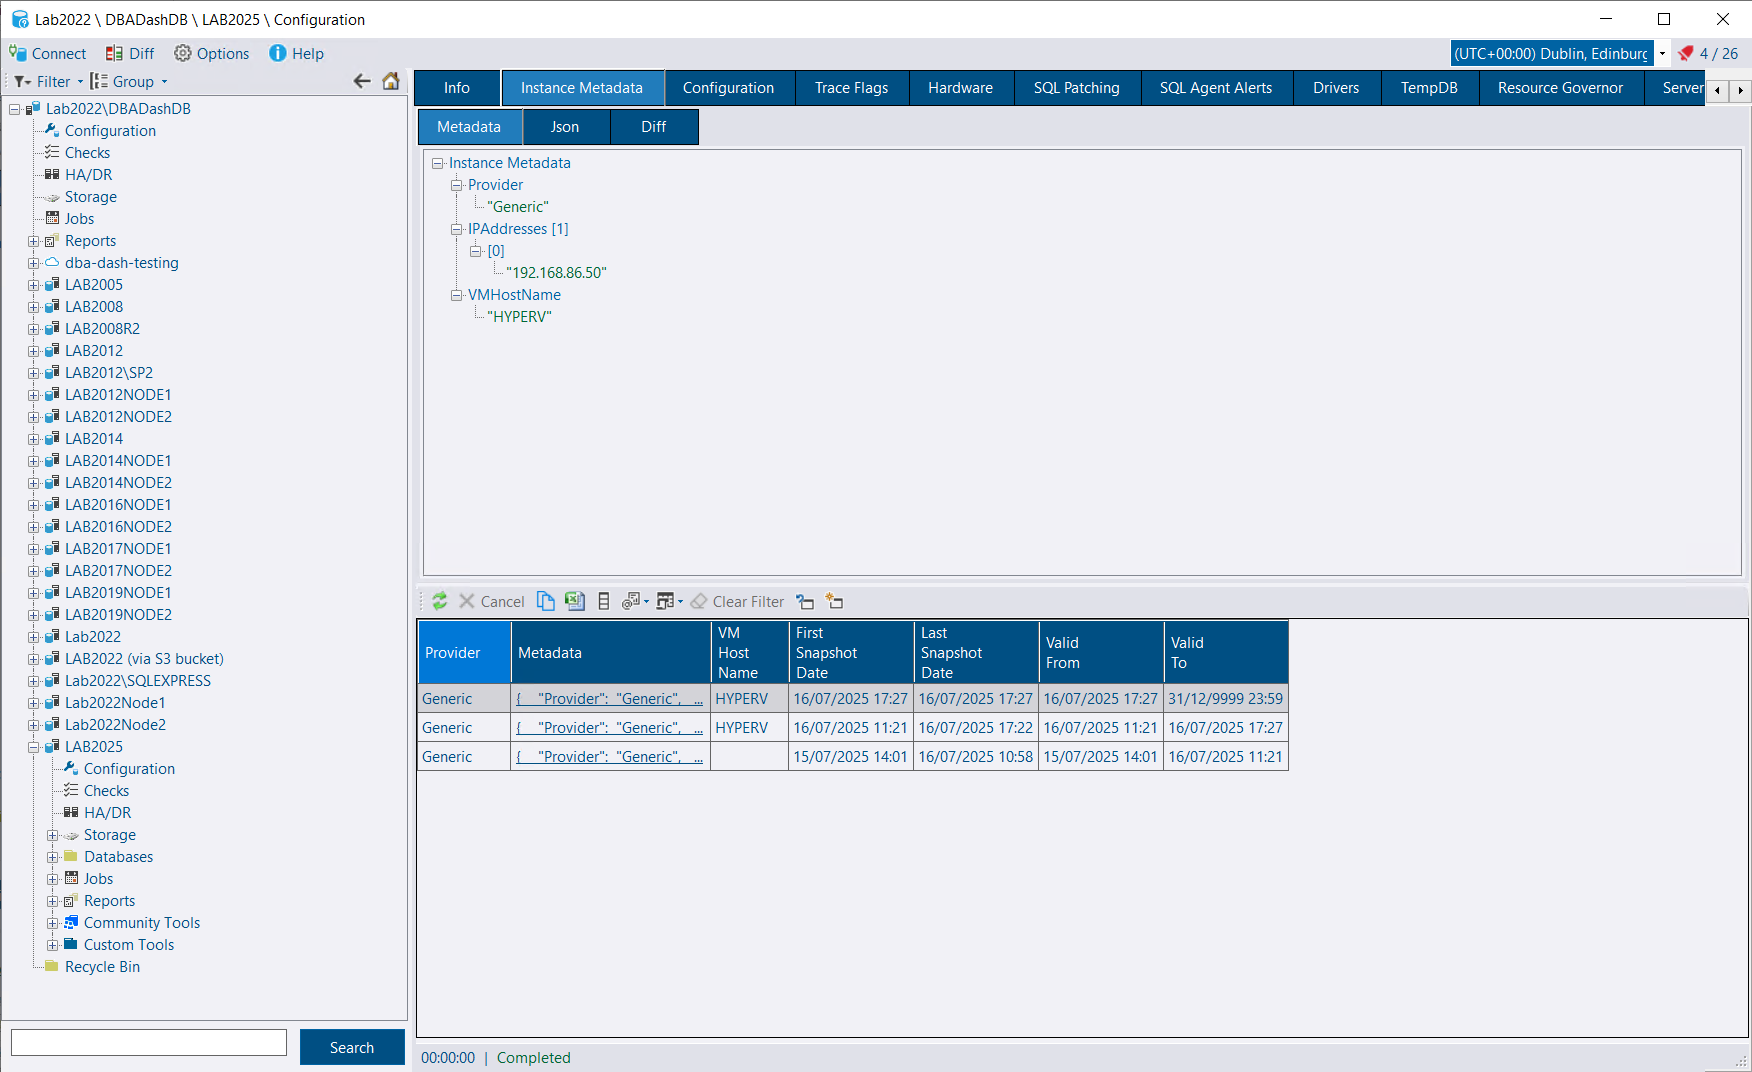 Lab2022 \ DBADashDB \ LAB2025 \ Configuration
Connect Diff Options Help
(UTC+00:00) Dublin, Edinburg
4 / 26
Filter Group
Lab2022\DBADashDB
Configuration
Checks
HA/DR
Storage
Jobs
Reports
dba-dash-testing
LAB2005
LAB2008
LAB2008R2
LAB2012
LAB2012\SP2
LAB2012NODE1
LAB2012NODE2
LAB2014
LAB2014NODE1
LAB2014NODE2
LAB2016NODE1
LAB2016NODE2
LAB2017NODE1
LAB2017NODE2
LAB2019NODE1
LAB2019NODE2
Lab2022
LAB2022 (via S3 bucket)
Lab2022\SQLEXPRESS
Lab2022Node1
Lab2022Node2
LAB2025
Configuration
Checks
HA/DR
Storage
Databases
Jobs
Reports
Community Tools
Custom Tools
Recycle Bin
Search
Info Instance Metadata Configuration Trace Flags Hardware SQL Patching SQL Agent Alerts Drivers TempDB Resource Governor Server
Metadata Json Diff
Instance Metadata
Provider
"Generic"
IPAddresses [1]
[0]
"192.168.86.50"
VMHostName
"HYPERV"
Cancel Clear Filter
Provider Metadata VM Host Name First Snapshot Date Last Snapshot Date Valid From Valid To
Generic { "Provider": "Generic", ... HYPERV 16/07/2025 17:27 16/07/2025 17:27 16/07/2025 17:27 31/12/9999 23:59
Generic { "Provider": "Generic", ... HYPERV 16/07/2025 11:21 16/07/2025 17:22 16/07/2025 11:21 16/07/2025 17:27
Generic { "Provider": "Generic", ... 15/07/2025 14:01 16/07/2025 10:58 15/07/2025 14:01 16/07/2025 11:21
00:00:00 | Completed